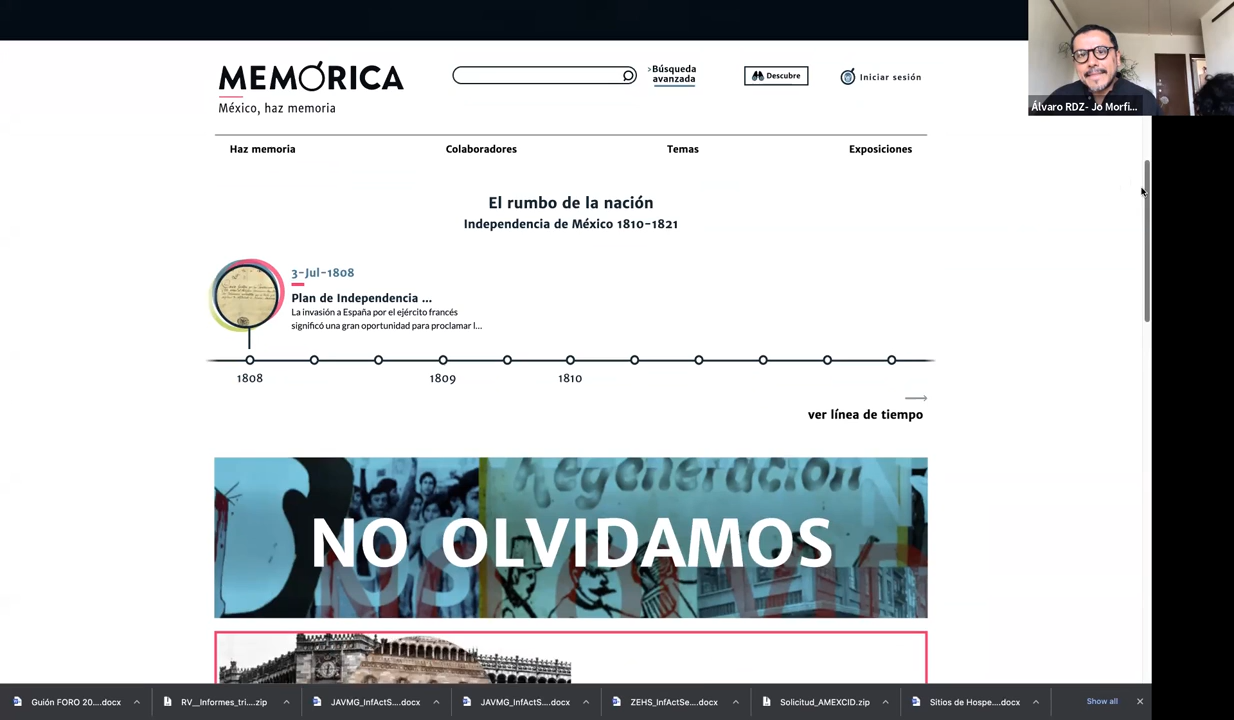 MEMÓRICA
México, haz memoria
>Búsqueda
avanzada
Descubre
Iniciar sesión
Álvaro RDZ- Jo Morfi...
Haz memoria
Colaboradores
Temas
Exposiciones
El rumbo de la nación
Independencia de México 1810-1821
3-Jul-1808
Plan de Independencia ...
La invasión a España por el ejército francés
significó una gran oportunidad para proclamar l...
1808
1809
1810
ver línea de tiempo
Regeneración
NO OLVIDAMOS
Guión FORO 20....docx
RV__Informes_tri....zip
JAVMG_InfActS....docx
JAVMG_InfActS....docx
ZEHS_InfActSe....docx
Solicitud_AMEXCID.zip
Sitios de Hospe....docx
Show all